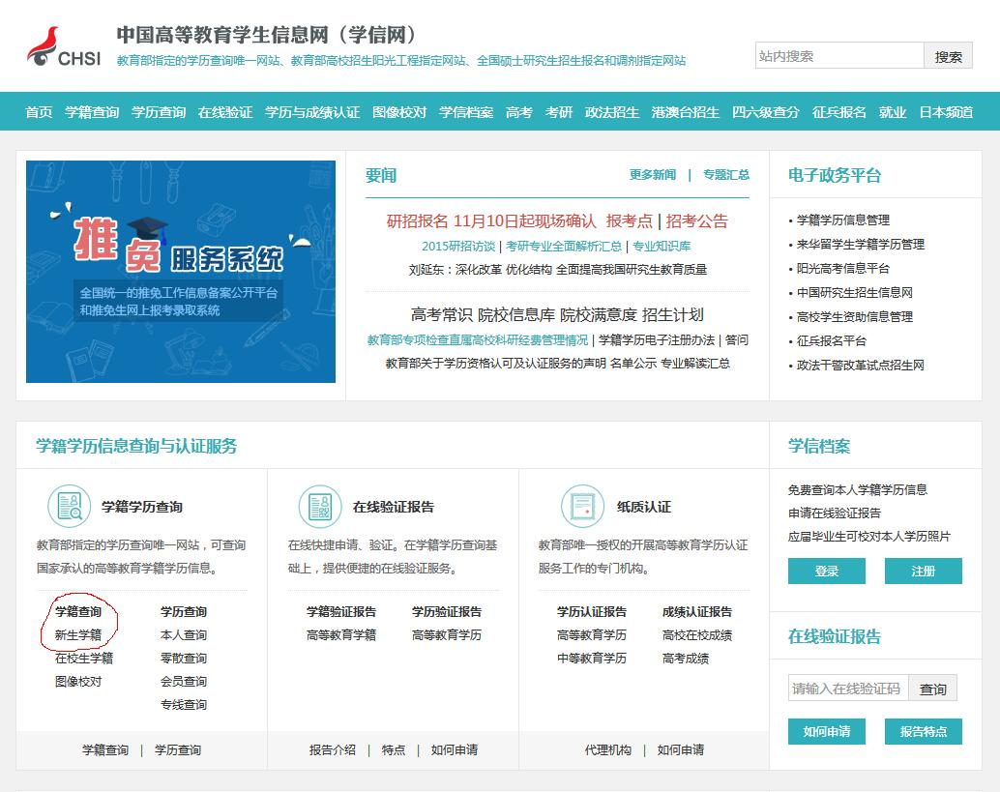 CHSI
中国高等教育学生信息网（学信网）
教育部指定的学历查询唯一网站、教育部高校招生阳光工程指定网站、全国硕士研究生招生报名和调剂指定网站
站内搜索 搜索
首页 学籍查询 学历查询 在线验证 学历与成绩认证 图像校对 学信档案 高考 考研 政法招生 港澳台招生 四六级查分 征兵报名 就业 日本频道
推免服务系统
全国统一的推免工作信息备案公开平台
和推免生网上报考录取系统
要闻 更多新闻 | 专题汇总
研招报名 11月10日起现场确认 报考点 | 招考公告
2015研招访谈 | 考研专业全面解析汇总 | 专业知识库
刘延东：深化改革 优化结构 全面提高我国研究生教育质量
高考常识 院校信息库 院校满意度 招生计划
教育部专项检查直属高校科研经费管理情况 | 学籍学历电子注册办法 | 答问
教育部关于学历资格认可及认证服务的声明 名单公示 专业解读汇总
电子政务平台
• 学籍学历信息管理
• 来华留学生学籍学历管理
• 阳光高考信息平台
• 中国研究生招生信息网
• 高校学生资助信息管理
• 征兵报名平台
• 政法干警改革试点招生网
学籍学历信息查询与认证服务
学籍学历查询
教育部指定的学历查询唯一网站，可查询
国家承认的高等教育学籍学历信息。
学籍查询 学历查询
新生学籍 本人查询
在校生学籍 零散查询
图像校对 会员查询
专线查询
学籍查询 | 学历查询
在线验证报告
在线快捷申请、验证。在学籍学历查询基
础上，提供便捷的在线验证服务。
学籍验证报告 学历验证报告
高等教育学籍 高等教育学历
报告介绍 | 特点 | 如何申请
纸质认证
教育部唯一授权的开展高等教育学历认证
服务工作的专门机构。
学历认证报告 成绩认证报告
高等教育学历 高校在校成绩
中等教育学历 高考成绩
代理机构 | 如何申请
学信档案
免费查询本人学籍学历信息
申请在线验证报告
应届毕业生可校对本人学历照片
登录 注册
在线验证报告
请输入在线验证码 查询
如何申请 报告特点